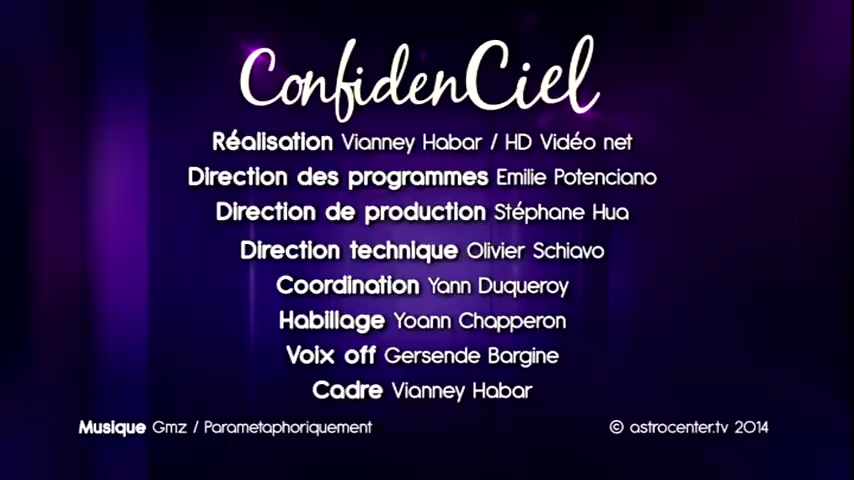 ConfidenCiel
Réalisation Vianney Habar / HD Vidéo net
Direction des programmes Emilie Potenciano
Direction de production Stéphane Hua
Direction technique Olivier Schiavo
Coordination Yann Duqueroy
Habillage Yoann Chapperon
Voix off Gersende Bargine
Cadre Vianney Habar
Musique Gmz / Parametaphoriquement
© astrocenter.tv 2014